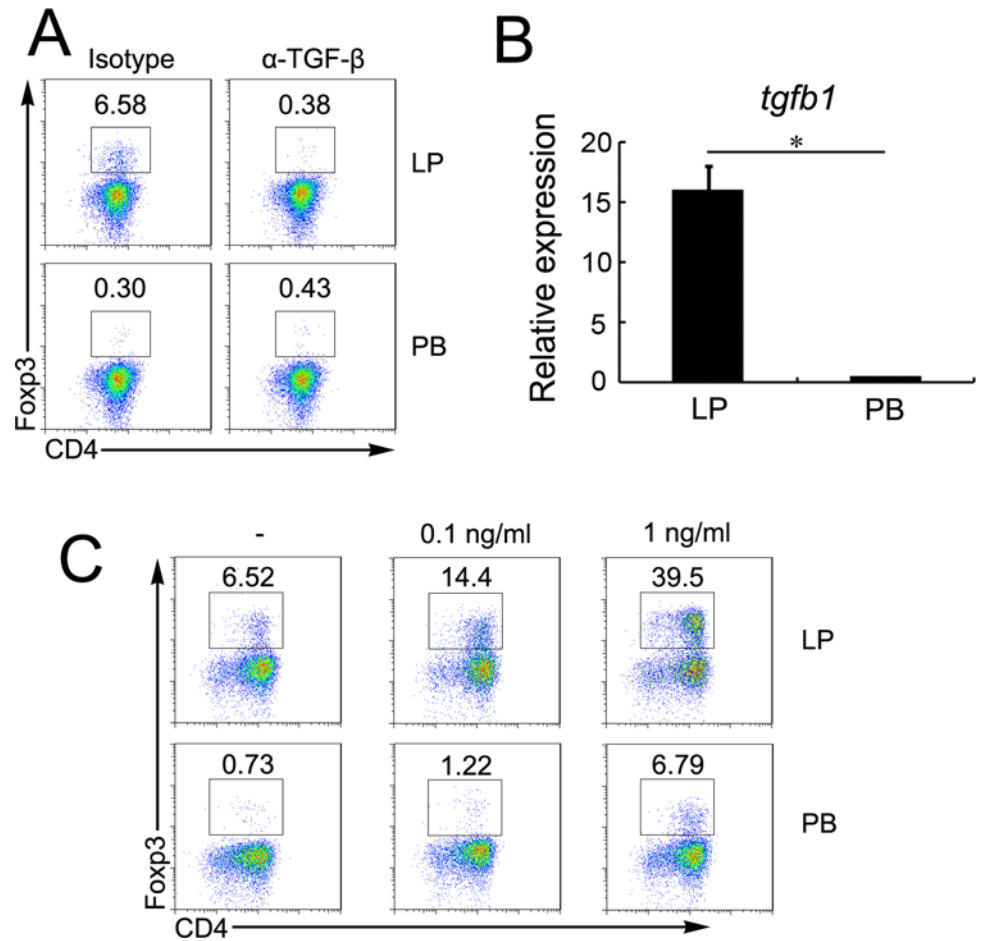 A
Isotype
α-TGF-β
6.58
0.38
LP
0.30
0.43
PB
Foxp3
CD4
B
tgfb1
*
20
15
10
5
0
Relative expression
LP
PB
C
-
0.1 ng/ml
1 ng/ml
6.52
14.4
39.5
LP
0.73
1.22
6.79
PB
Foxp3
CD4